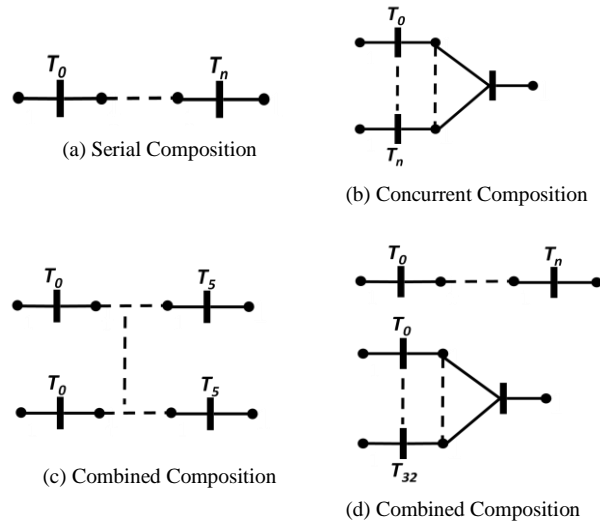 T0 Tn
(a) Serial Composition
T0
Tn
(b) Concurrent Composition
T0 T5
T0 T5
(c) Combined Composition
T0 Tn
T0
T32
(d) Combined Composition